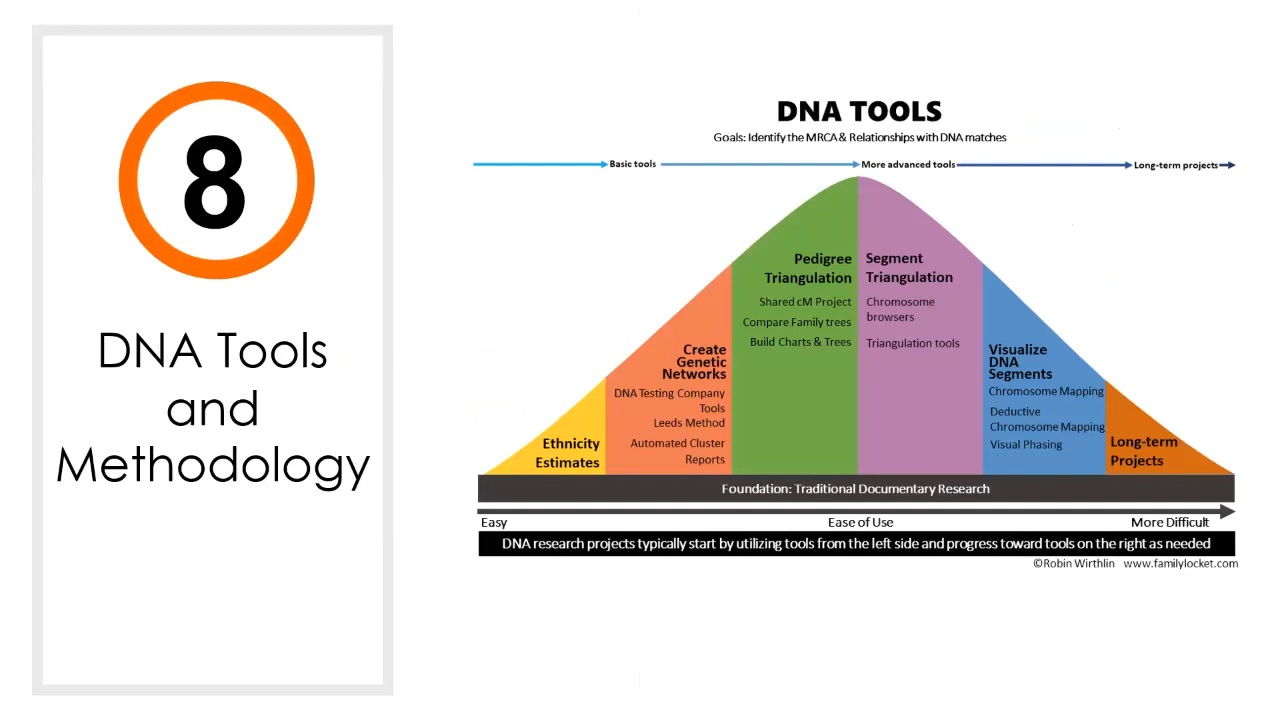 8
DNA Tools
and
Methodology
DNA TOOLS
Goals: Identify the MRCA & Relationships with DNA matches
Basic tools
More advanced tools
Long-term projects
Ethnicity
Estimates
Create
Genetic
Networks
DNA Testing Company
Tools
Leeds Method
Automated Cluster
Reports
Pedigree
Triangulation
Shared cM Project
Compare Family trees
Build Charts & Trees
Segment
Triangulation
Chromosome
browsers
Triangulation tools
Visualize
DNA
Segments
Chromosome Mapping
Deductive
Chromosome Mapping
Visual Phasing
Long-term
Projects
Foundation: Traditional Documentary Research
Easy
Ease of Use
More Difficult
DNA research projects typically start by utilizing tools from the left side and progress toward tools on the right as needed
©Robin Wirthlin www.familylocket.com